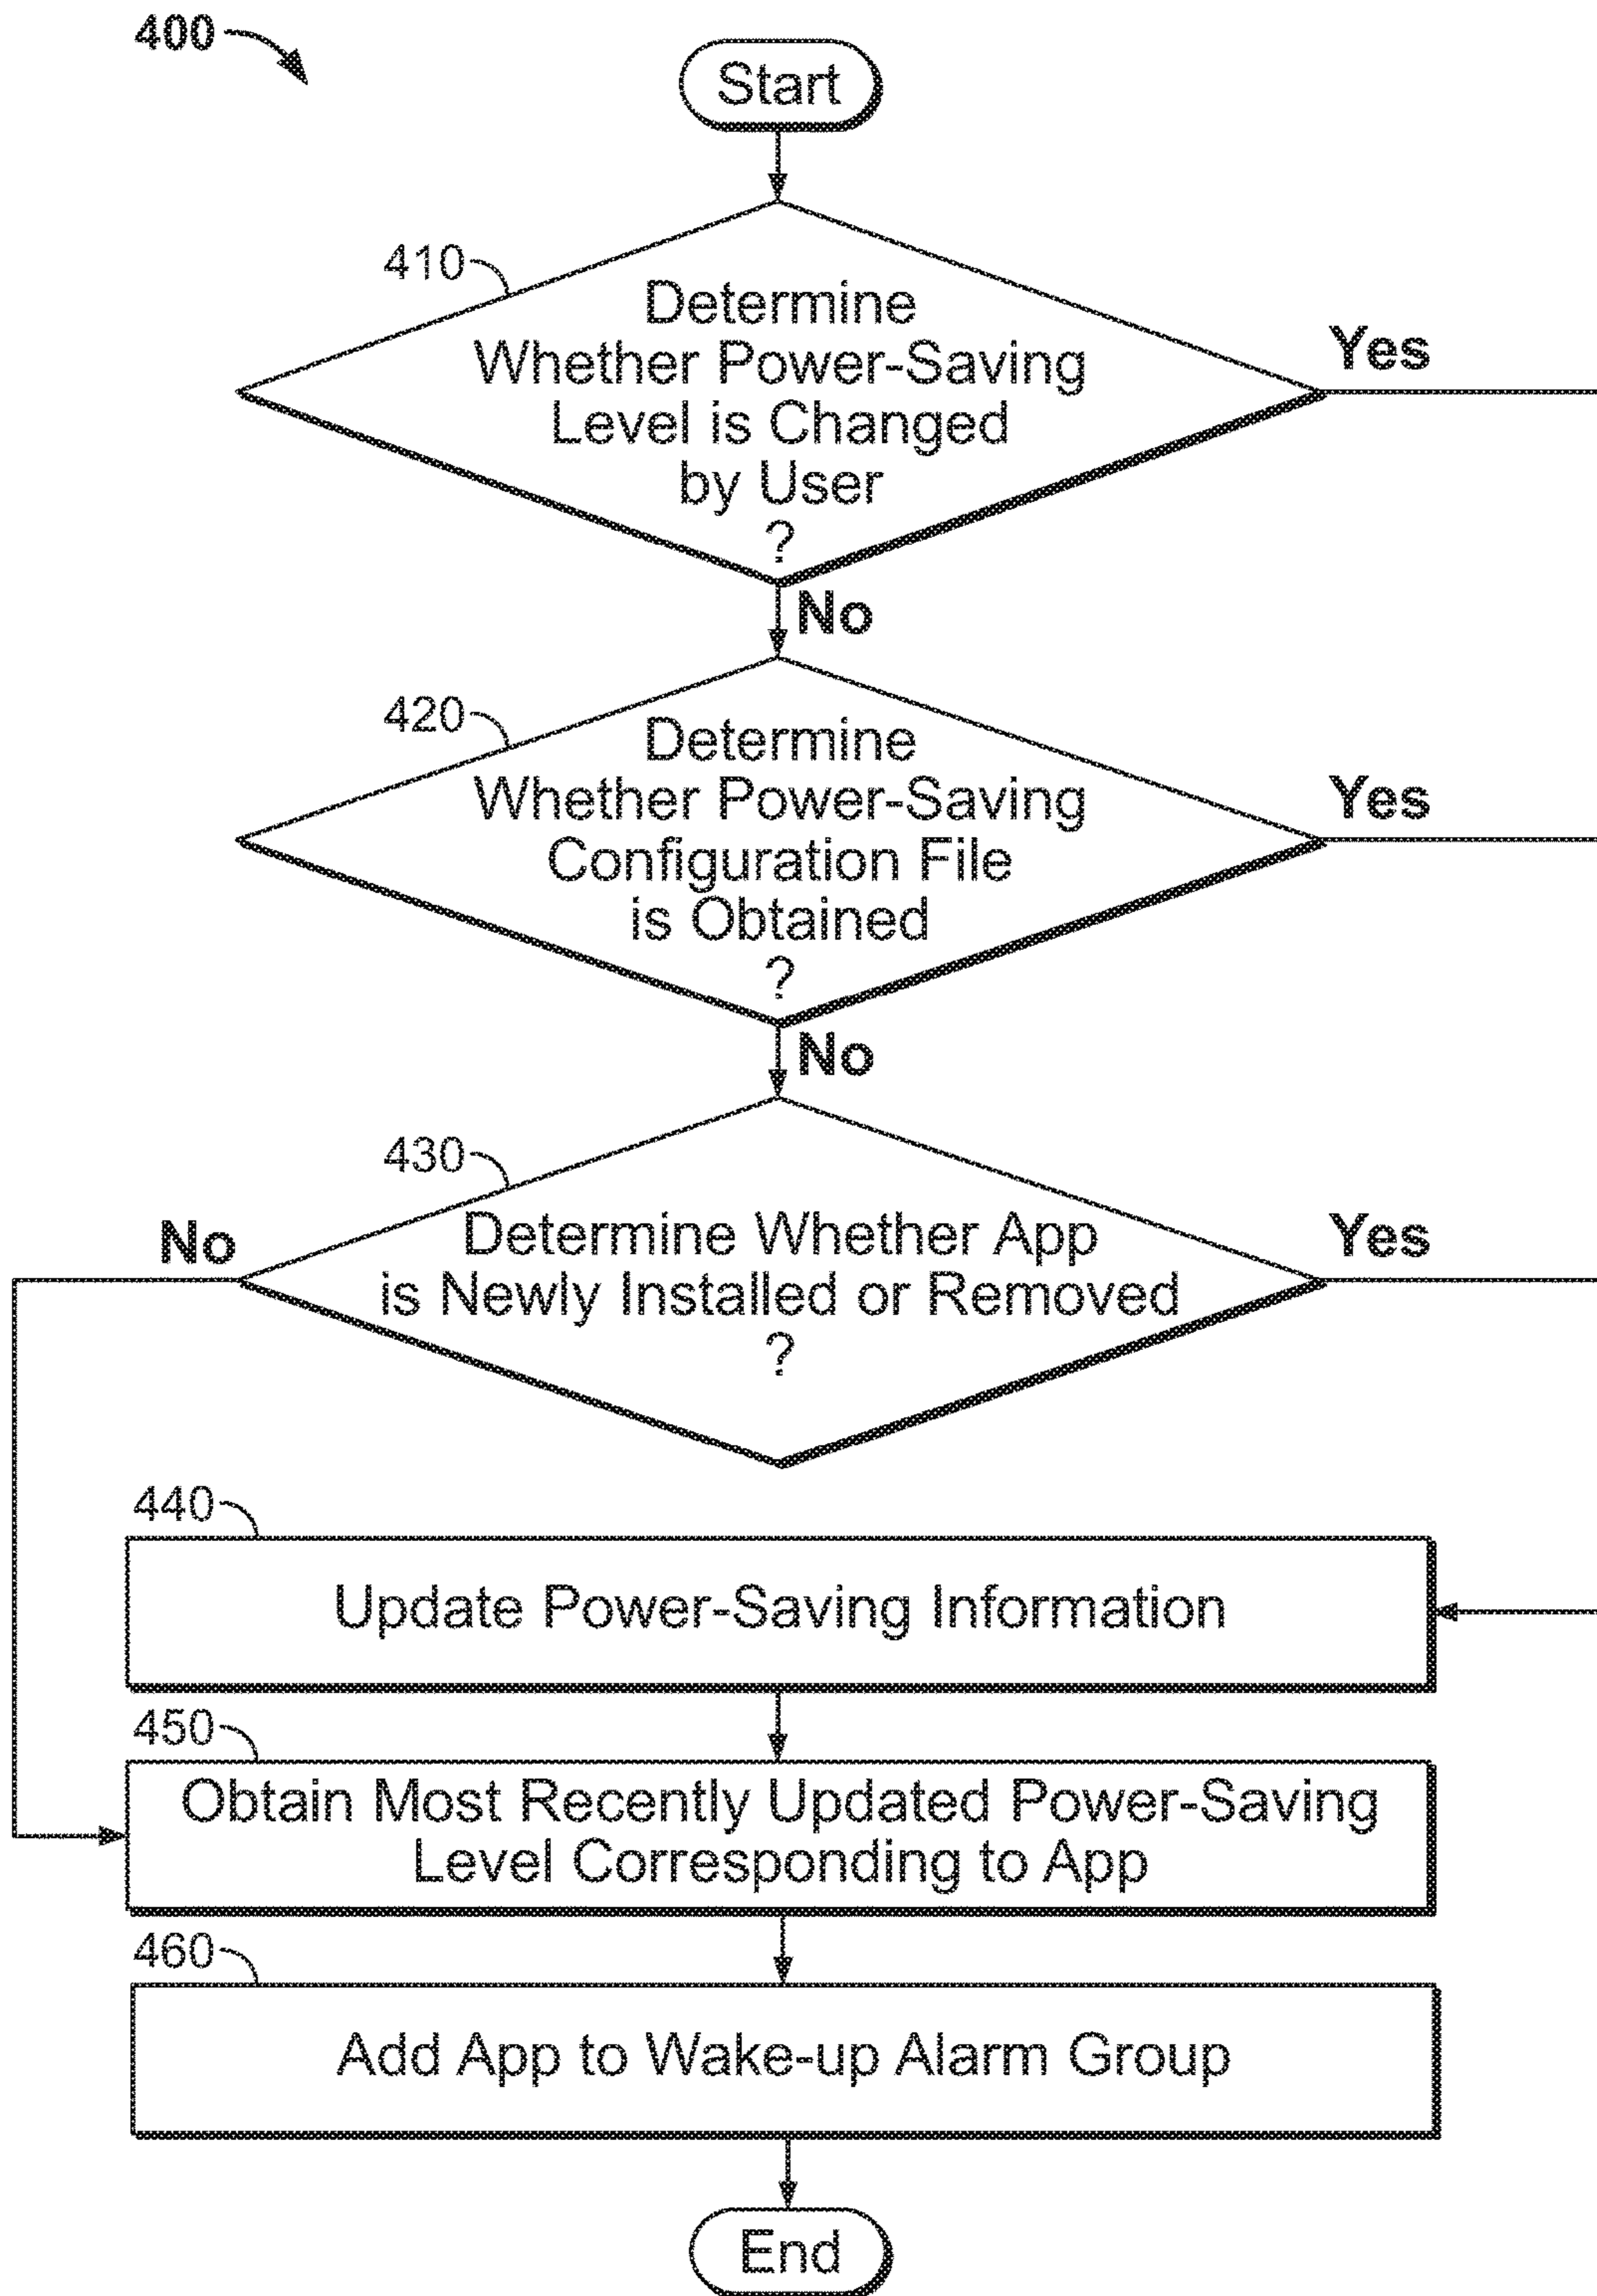 400
Start
410
Determine
Whether Power-Saving
Level is Changed
by User
?
Yes
No
420
Determine
Whether Power-Saving
Configuration File
is Obtained
?
Yes
No
430
No
Determine Whether App
is Newly Installed or Removed
?
Yes
440
Update Power-Saving Information
450
Obtain Most Recently Updated Power-Saving
Level Corresponding to App
460
Add App to Wake-up Alarm Group
End